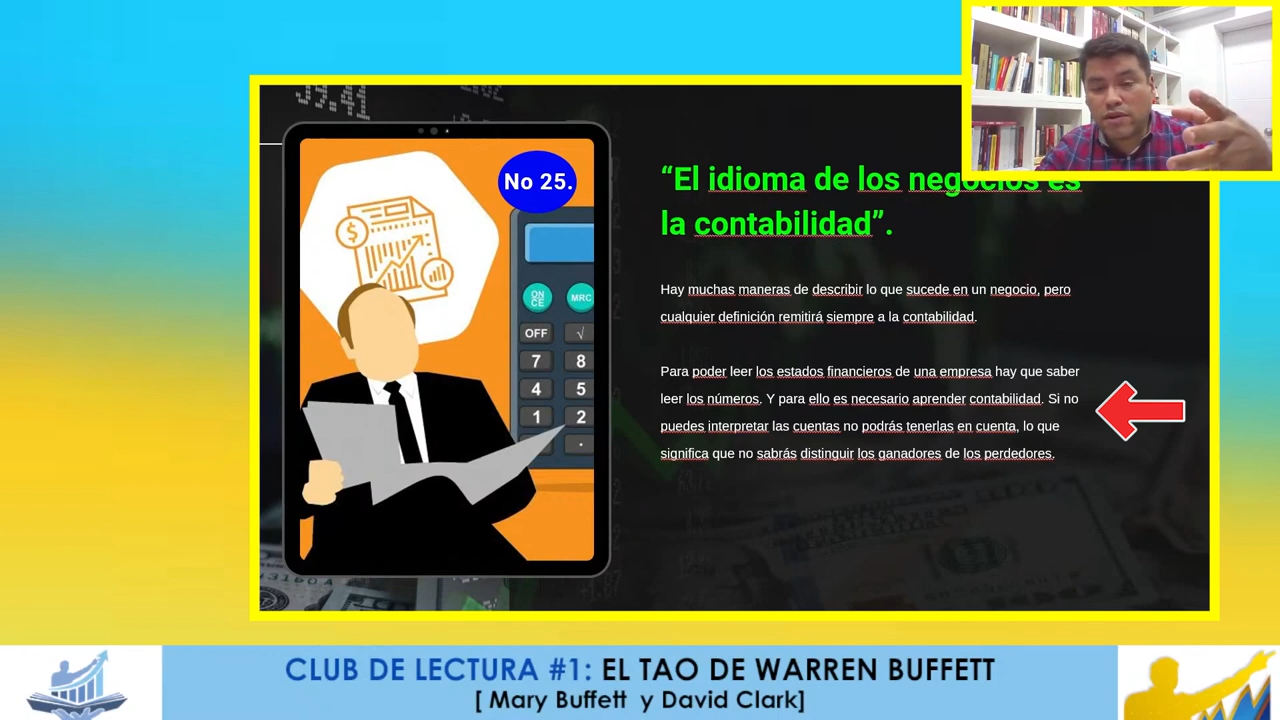 No 25.
ON
CE
MRC
OFF
√
7
8
4
5
1
2
“El idioma de los negocios es
la contabilidad”.
Hay muchas maneras de describir lo que sucede en un negocio, pero
cualquier definición remitirá siempre a la contabilidad.
Para poder leer los estados financieros de una empresa hay que saber
leer los números. Y para ello es necesario aprender contabilidad. Si no
puedes interpretar las cuentas no podrás tenerlas en cuenta, lo que
significa que no sabrás distinguir los ganadores de los perdedores.
CLUB DE LECTURA #1: EL TAO DE WARREN BUFFETT
[ Mary Buffett y David Clark]